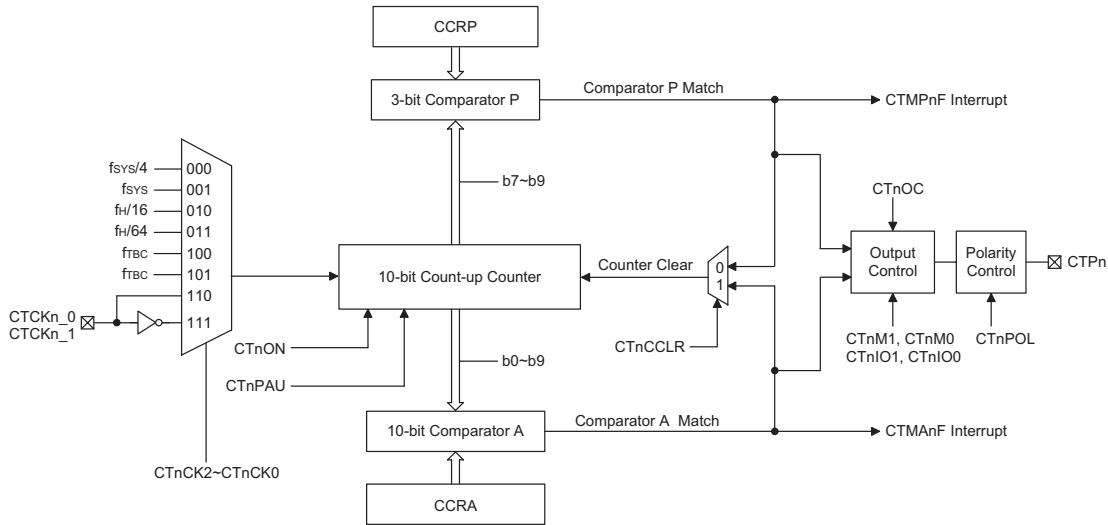 CCRP
3-bit Comparator P
Comparator P Match
CTMPnF Interrupt
b7~b9
fSYS/4
000
fSYS
001
fH/16
010
fH/64
011
fTBC
100
fTBC
101
110
111
CTCKn_0
CTCKn_1
CTnCK2~CTnCK0
10-bit Count-up Counter
Counter Clear
0
1
CTnON
CTnPAU
CTnCCLR
CTnOC
Output
Control
Polarity
Control
CTPn
CTnM1, CTnM0
CTnIO1, CTnIO0
CTnPOL
b0~b9
10-bit Comparator A
Comparator A Match
CTMAnF Interrupt
CCRA